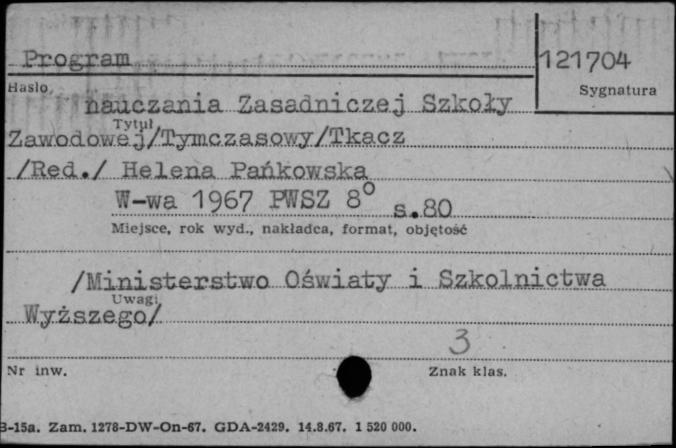 Program
121704
Hasło
Sygnatura
nauczania Zasadniczej Szkoły
Tytuł
Zawodowej/Tymczasowy/Tkacz
/Red./ Helena Pańkowska
W-wa 1967 PWSZ 8° s.80
Miejsce, rok wyd., nakładca, format, objętość
/Ministerstwo Oświaty i Szkolnictwa
Uwagi
Wyższego/
3
Nr inw.
Znak klas.
B-15a. Zam. 1278-DW-On-67. GDA-2429. 14.8.67. 1 520 000.